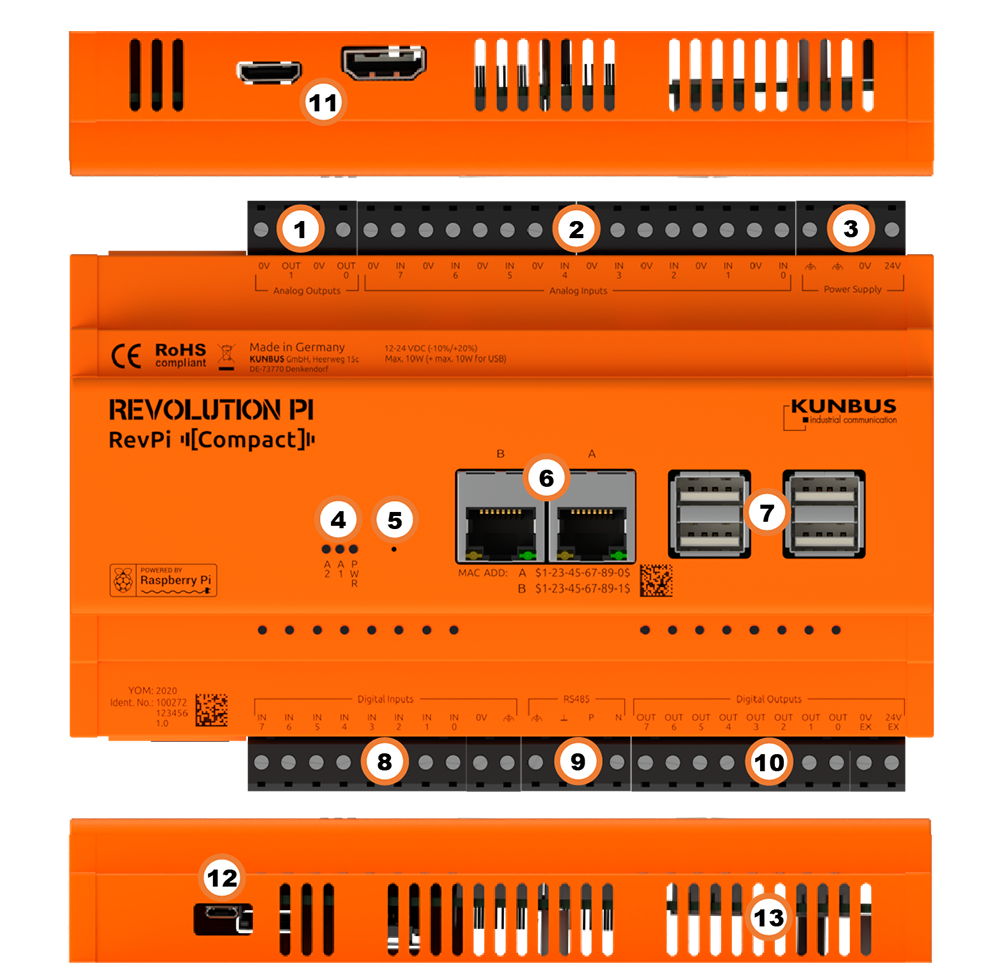 11
1
2
3
0V OUT 1 0V OUT 0 0V IN 7 0V IN 6 0V IN 5 0V IN 4 0V IN 3 0V IN 2 0V IN 1 0V IN 0 0V 24V
Analog Outputs
Analog Inputs
Power Supply
CE
RoHS
compliant
Made in Germany
KUNBUS GmbH, Heerweg 15c
DE-73770 Denkendorf
12-24 VDC (-10%/+20%)
Max. 10W (+ max. 10W for USB)
REVOLUTION PI
RevPi [Compact]
KUNBUS
Industrial communication
B
A
6
7
4
5
A2 A1 PWR
MAC ADD: A $1-23-45-67-89-0$
B $1-23-45-67-89-1$
POWERED BY
Raspberry Pi
YOM: 2020
Ident. No.: 100272
123456
1.0
Digital Inputs
RS485
Digital Outputs
IN 7 IN 6 IN 5 IN 4 IN 3 IN 2 IN 1 IN 0 0V ⊥ P N OUT 7 OUT 6 OUT 5 OUT 4 OUT 3 OUT 2 OUT 1 OUT 0 0V EX 24V EX
8
9
10
12
13